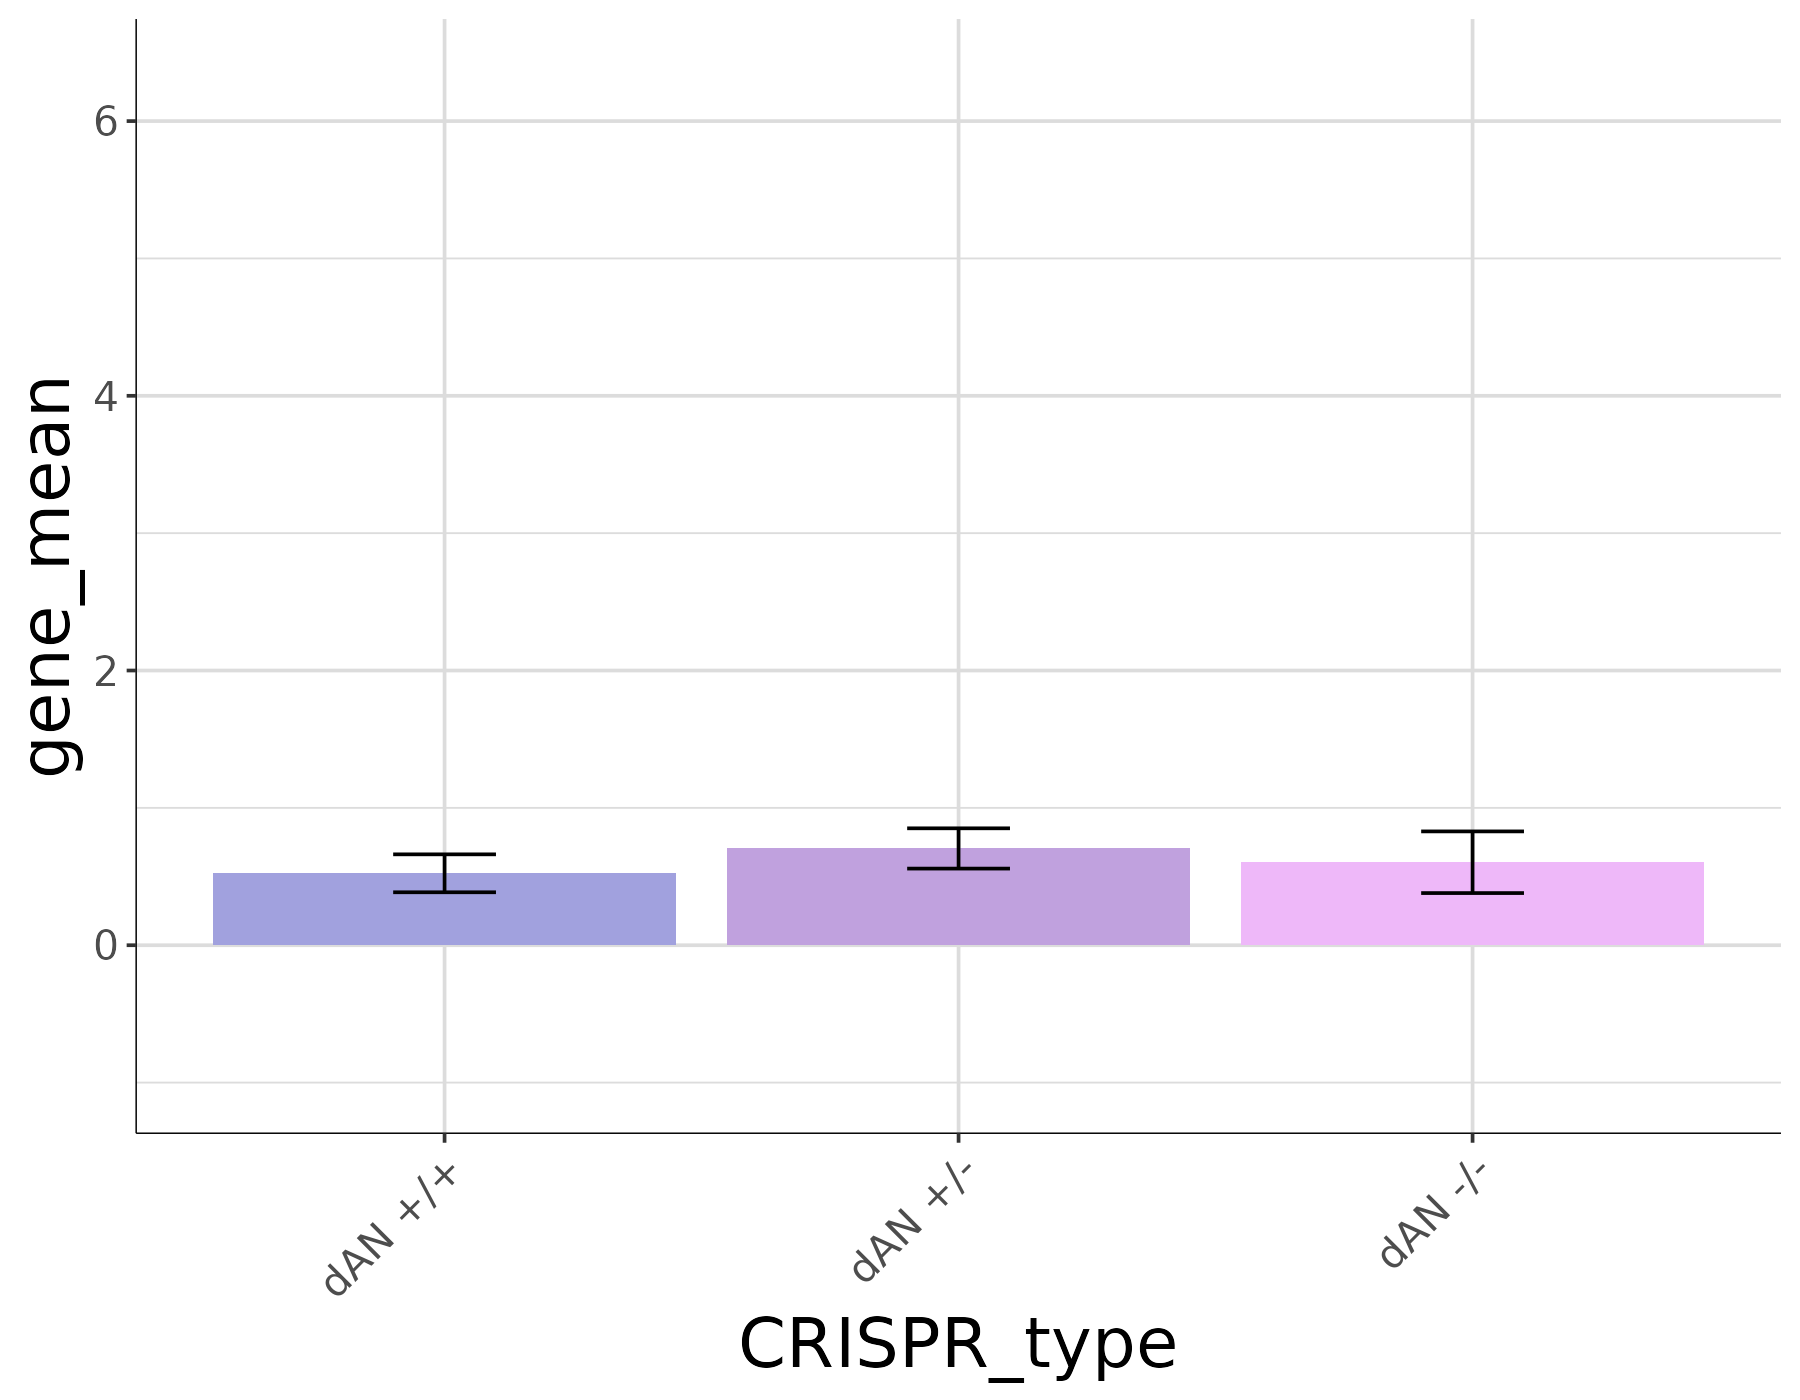 gene_mean
6
4
2
0
dAN +/+
dAN +/-
dAN -/-
CRISPR_type